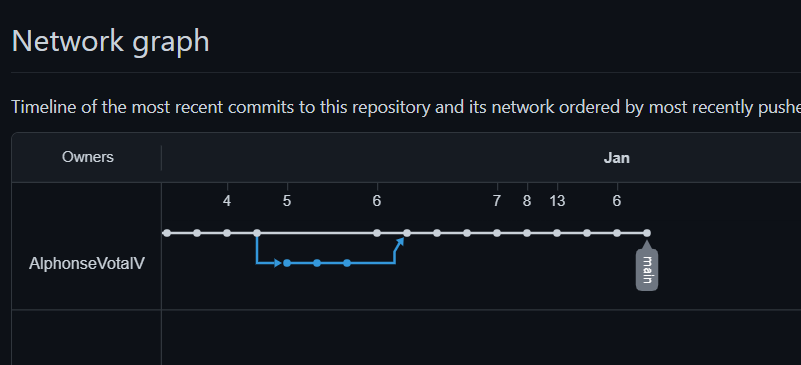 Network graph
Timeline of the most recent commits to this repository and its network ordered by most recently pushe
Owners
Jan
4 5 6 7 8 13 6
AlphonseVotaIV
main